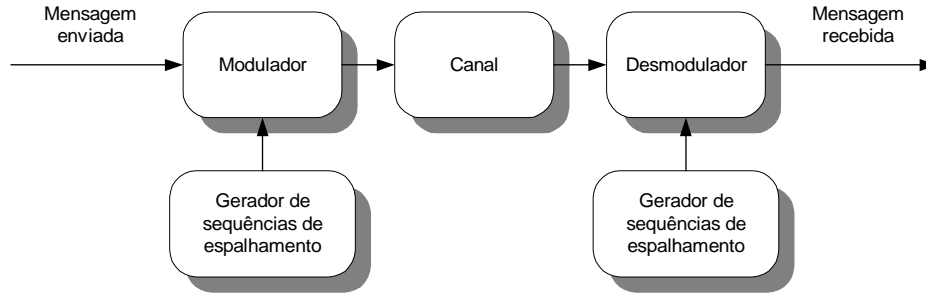 Mensagem
enviada
Mensagem
recebida
Modulador
Canal
Desmodulador
Gerador de
sequências de
espalhamento
Gerador de
sequências de
espalhamento